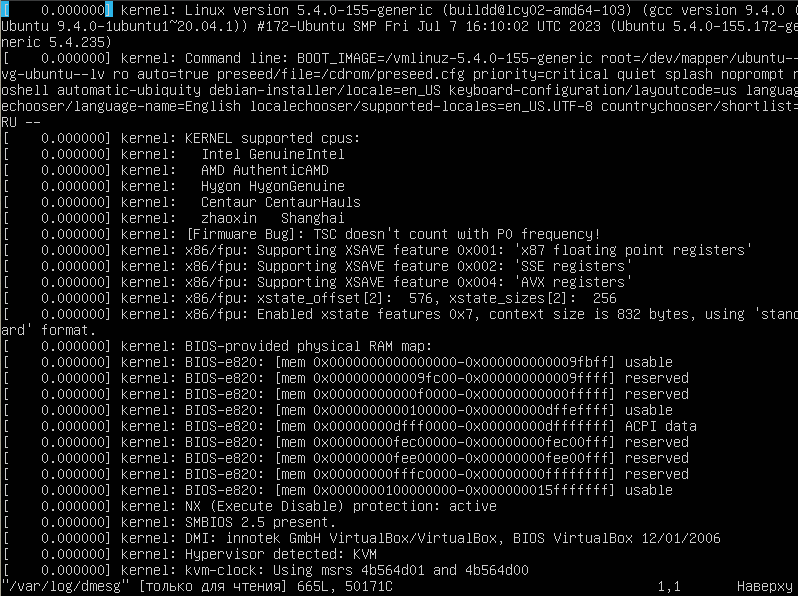 [    0.000000] kernel: Linux version 5.4.0-155-generic (buildd@lcy02-amd64-103) (gcc version 9.4.0 (
Ubuntu 9.4.0-1ubuntu1~20.04.1)) #172-Ubuntu SMP Fri Jul 7 16:10:02 UTC 2023 (Ubuntu 5.4.0-155.172-ge
neric 5.4.235)
[    0.000000] kernel: Command line: BOOT_IMAGE=/vmlinuz-5.4.0-155-generic root=/dev/mapper/ubuntu--
vg-ubuntu--lv ro auto=true preseed/file=/cdrom/preseed.cfg priority=critical quiet splash noprompt n
oshell automatic-ubiquity debian-installer/locale=en_US keyboard-configuration/layoutcode=us languag
echooser/language-name=English localechooser/supported-locales=en_US.UTF-8 countrychooser/shortlist=
RU --
[    0.000000] kernel: KERNEL supported cpus:
[    0.000000] kernel:   Intel GenuineIntel
[    0.000000] kernel:   AMD AuthenticAMD
[    0.000000] kernel:   Hygon HygonGenuine
[    0.000000] kernel:   Centaur CentaurHauls
[    0.000000] kernel:   zhaoxin   Shanghai
[    0.000000] kernel: [Firmware Bug]: TSC doesn't count with P0 frequency!
[    0.000000] kernel: x86/fpu: Supporting XSAVE feature 0x001: 'x87 floating point registers'
[    0.000000] kernel: x86/fpu: Supporting XSAVE feature 0x002: 'SSE registers'
[    0.000000] kernel: x86/fpu: Supporting XSAVE feature 0x004: 'AVX registers'
[    0.000000] kernel: x86/fpu: xstate_offset[2]:  576, xstate_sizes[2]:  256
[    0.000000] kernel: x86/fpu: Enabled xstate features 0x7, context size is 832 bytes, using 'stand
ard' format.
[    0.000000] kernel: BIOS-provided physical RAM map:
[    0.000000] kernel: BIOS-e820: [mem 0x0000000000000000-0x000000000009fbff] usable
[    0.000000] kernel: BIOS-e820: [mem 0x000000000009fc00-0x000000000009ffff] reserved
[    0.000000] kernel: BIOS-e820: [mem 0x00000000000f0000-0x00000000000fffff] reserved
[    0.000000] kernel: BIOS-e820: [mem 0x0000000000100000-0x00000000dffeffff] usable
[    0.000000] kernel: BIOS-e820: [mem 0x00000000dfff0000-0x00000000dfffffff] ACPI data
[    0.000000] kernel: BIOS-e820: [mem 0x00000000fec00000-0x00000000fec00fff] reserved
[    0.000000] kernel: BIOS-e820: [mem 0x00000000fee00000-0x00000000fee00fff] reserved
[    0.000000] kernel: BIOS-e820: [mem 0x00000000fffc0000-0x00000000ffffffff] reserved
[    0.000000] kernel: BIOS-e820: [mem 0x0000000100000000-0x000000015fffffff] usable
[    0.000000] kernel: NX (Execute Disable) protection: active
[    0.000000] kernel: SMBIOS 2.5 present.
[    0.000000] kernel: DMI: innotek GmbH VirtualBox/VirtualBox, BIOS VirtualBox 12/01/2006
[    0.000000] kernel: Hypervisor detected: KVM
[    0.000000] kernel: kvm-clock: Using msrs 4b564d01 and 4b564d00
"/var/log/dmesg" [только для чтения] 665L, 50171C                                 1,1       Наверху